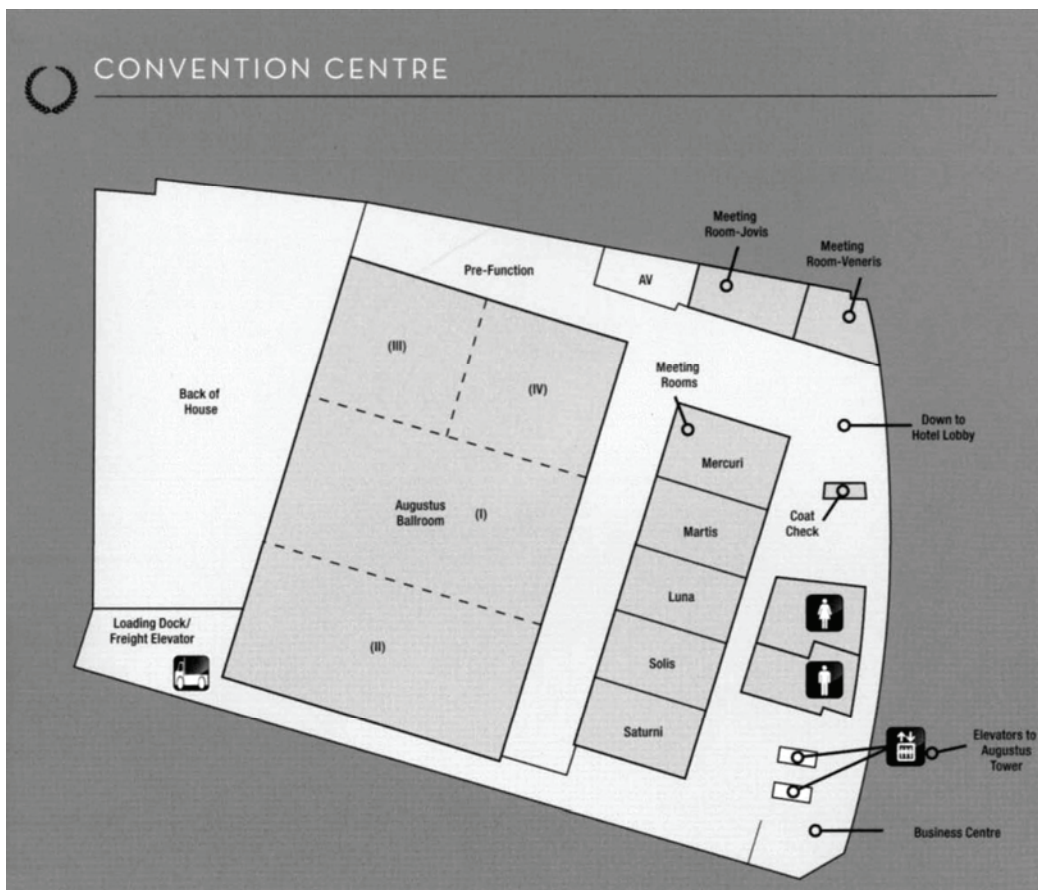 CONVENTION CENTRE
Meeting
Room-Jovis
Meeting
Room-Veneris
Pre-Function
AV
(III)
(IV)
Meeting
Rooms
Back of
House
Down to
Hotel Lobby
Mercuri
Augustus
Ballroom
(I)
Coat
Check
Martis
Luna
Loading Dock/
Freight Elevator
(II)
Solis
Saturni
Elevators to
Augustus
Tower
Business Centre